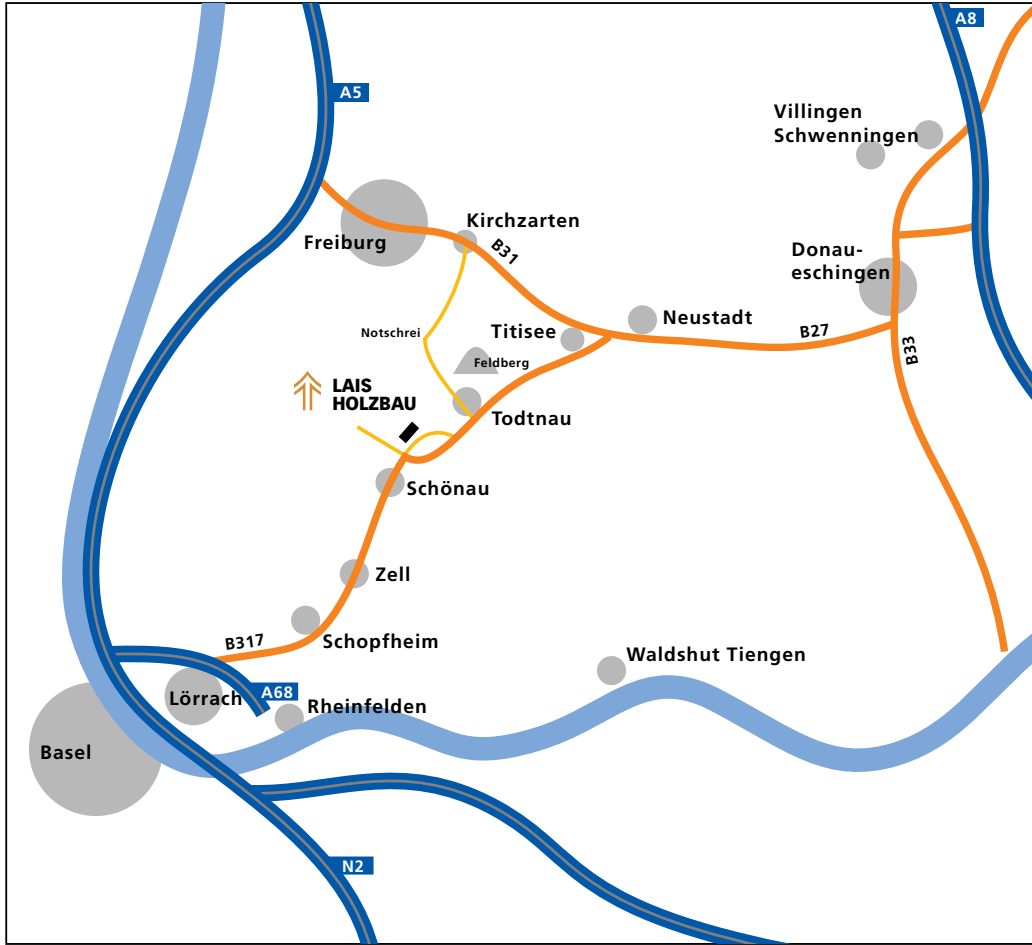 A8
A5
Villingen
Schwenningen
Kirchzarten
Freiburg
B31
Donau-
eschingen
Notschrei
Titisee
Neustadt
B27
B33
Feldberg
LAIS
HOLZBAU
Todtnau
Schönau
Zell
B317
Schopfheim
Waldshut Tiengen
Lörrach
A68
Rheinfelden
Basel
N2